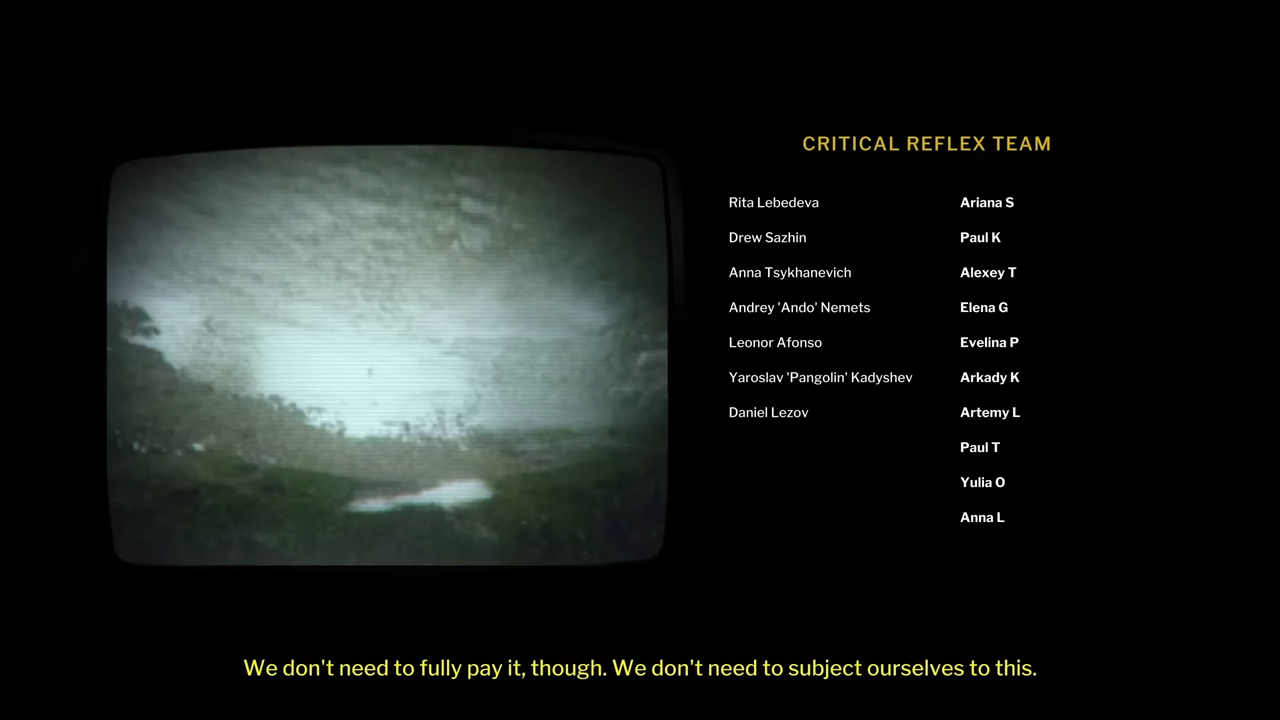 CRITICAL REFLEX TEAM
Rita Lebedeva
Drew Sazhin
Anna Tsykhanevich
Andrey 'Ando' Nemets
Leonor Afonso
Yaroslav 'Pangolin' Kadyshev
Daniel Lezov
Ariana S
Paul K
Alexey T
Elena G
Evelina P
Arkady K
Artemy L
Paul T
Yulia O
Anna L
We don't need to fully pay it, though. We don't need to subject ourselves to this.